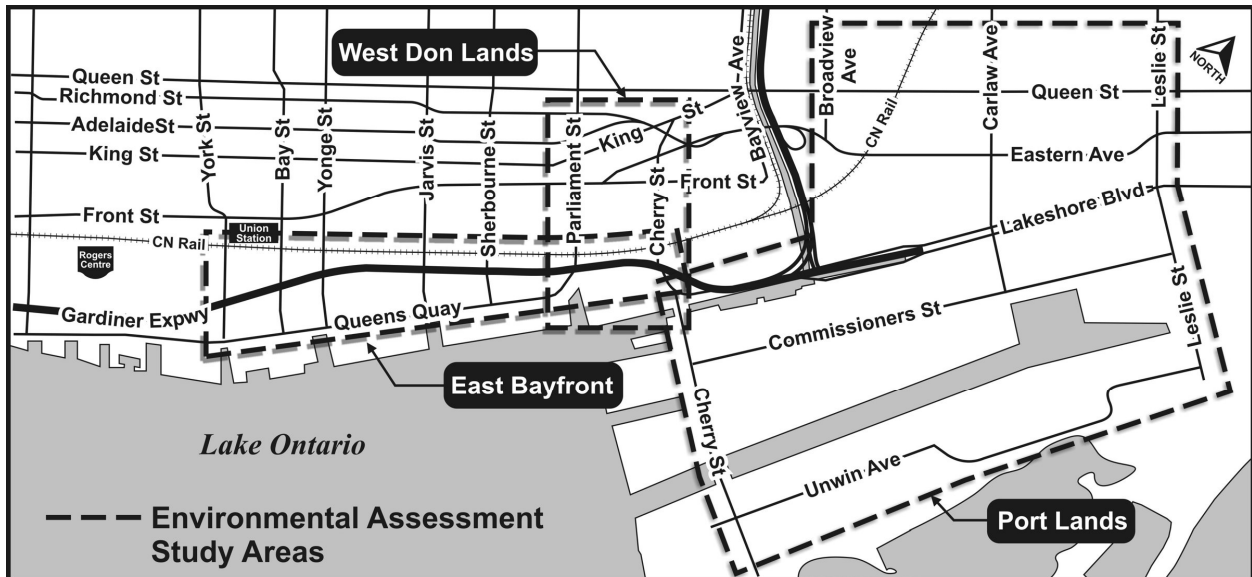 West Don Lands
Queen St
Richmond St
AdelaideSt
King St
Front St
CN Rail
Union
Station
Rogers
Centre
Gardiner Expwy
York St
Bay St
Yonge St
Jarvis St
Sherbourne St
Parliament St
Cherry St
King St
Front St
Bayview Ave
Broadview
Ave
CN Rail
Carlaw Ave
Leslie St
NORTH
Queen St
Eastern Ave
Lakeshore Blvd
Queens Quay
East Bayfront
Commissioners St
Leslie St
Cherry St
Unwin Ave
Port Lands
Lake Ontario
Environmental Assessment
Study Areas